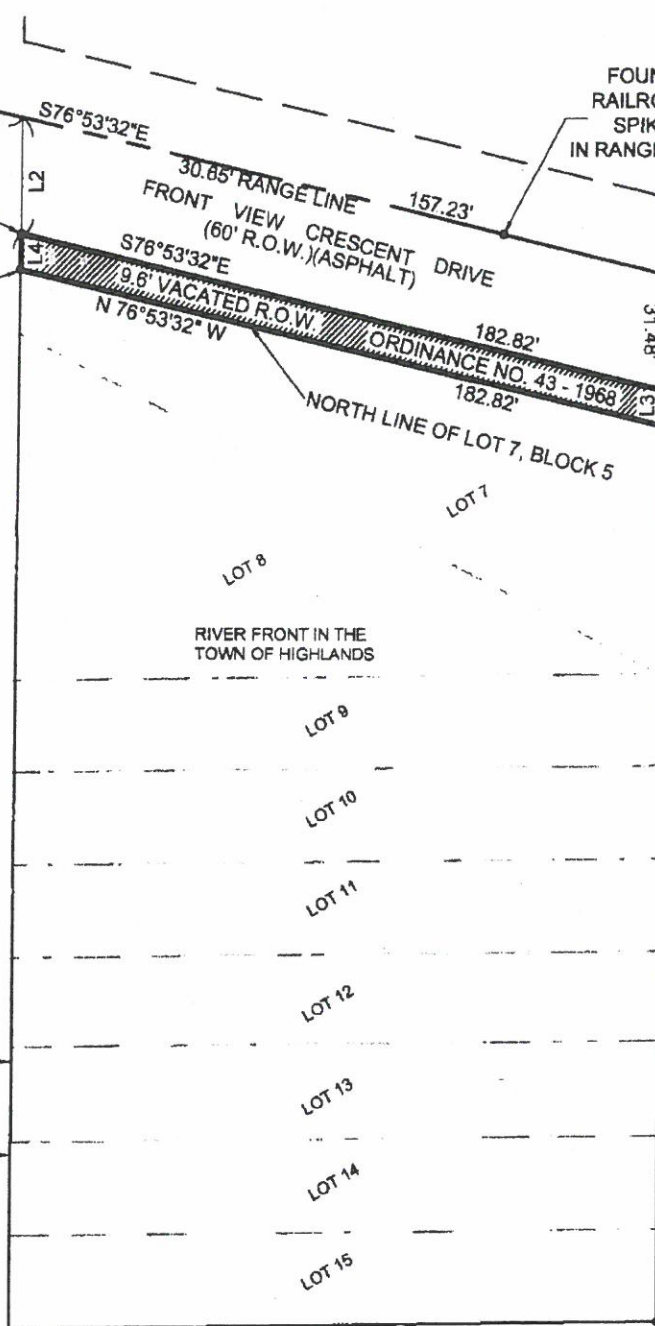 FOUN
RAILRO
SPIK
IN RANGE
S76°53'32"E
30.65' RANGE LINE
157.23'
L2
FRONT VIEW CRESCENT DRIVE
(60' R.O.W.)(ASPHALT)
S76°53'32"E
182.82'
31.48'
L4
9.6' VACATED R.O.W.
ORDINANCE NO. 43 - 1968
L3
N 76°53'32" W
182.82'
NORTH LINE OF LOT 7, BLOCK 5
LOT 7
LOT 8
RIVER FRONT IN THE
TOWN OF HIGHLANDS
LOT 9
LOT 10
LOT 11
LOT 12
LOT 13
LOT 14
LOT 15